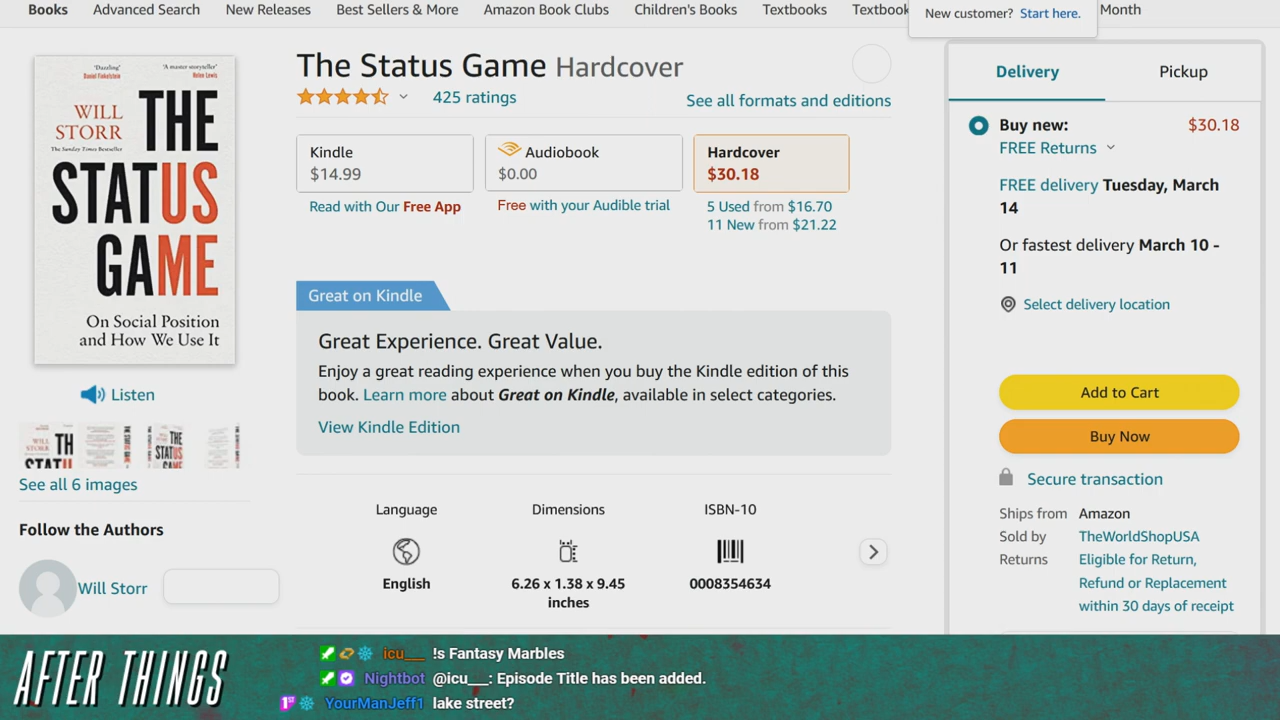 Books Advanced Search New Releases Best Sellers & More Amazon Book Clubs Children's Books Textbooks Textbook Month
New customer? Start here.
'Dazzling' Daniel Finkelstein
'A master storyteller' Helen Lewis
WILL STORR
The Sunday Times Bestseller
THE
STATUS
GAME
On Social Position
and How We Use It
Listen
See all 6 images
Follow the Authors
Will Storr
The Status Game Hardcover
425 ratings
See all formats and editions
Kindle
$14.99
Read with Our Free App
Audiobook
$0.00
Free with your Audible trial
Hardcover
$30.18
5 Used from $16.70
11 New from $21.22
Great on Kindle
Great Experience. Great Value.
Enjoy a great reading experience when you buy the Kindle edition of this
book. Learn more about Great on Kindle, available in select categories.
View Kindle Edition
Language
English
Dimensions
6.26 x 1.38 x 9.45
inches
ISBN-10
0008354634
Delivery Pickup
Buy new: $30.18
FREE Returns
FREE delivery Tuesday, March
14
Or fastest delivery March 10 -
11
Select delivery location
Add to Cart
Buy Now
Secure transaction
Ships from Amazon
Sold by TheWorldShopUSA
Returns Eligible for Return,
Refund or Replacement
within 30 days of receipt
AFTER THINGS
icu___ !s Fantasy Marbles
Nightbot @icu___: Episode Title has been added.
1ST YourManJeff1 lake street?